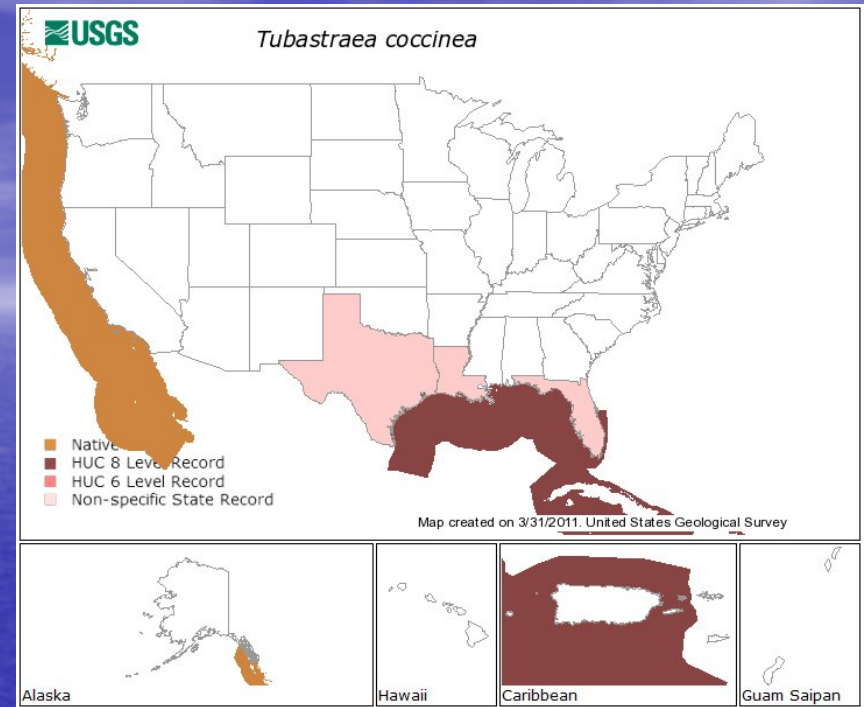 USGS
Tubastraea coccinea
Native
HUC 8 Level Record
HUC 6 Level Record
Non-specific State Record
Map created on 3/31/2011. United States Geological Survey
Alaska
Hawaii
Caribbean
Guam Saipan